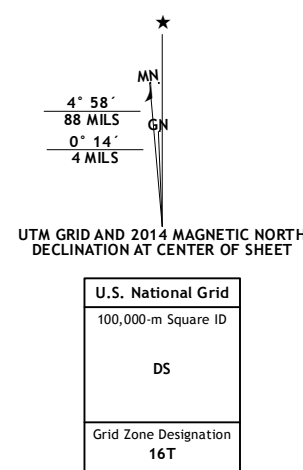 ★
MN.
4° 58´
88 MILS
GN
0° 14´
4 MILS
UTM GRID AND 2014 MAGNETIC NORTH
DECLINATION AT CENTER OF SHEET
U.S. National Grid
100,000-m Square ID
DS
Grid Zone Designation
16T